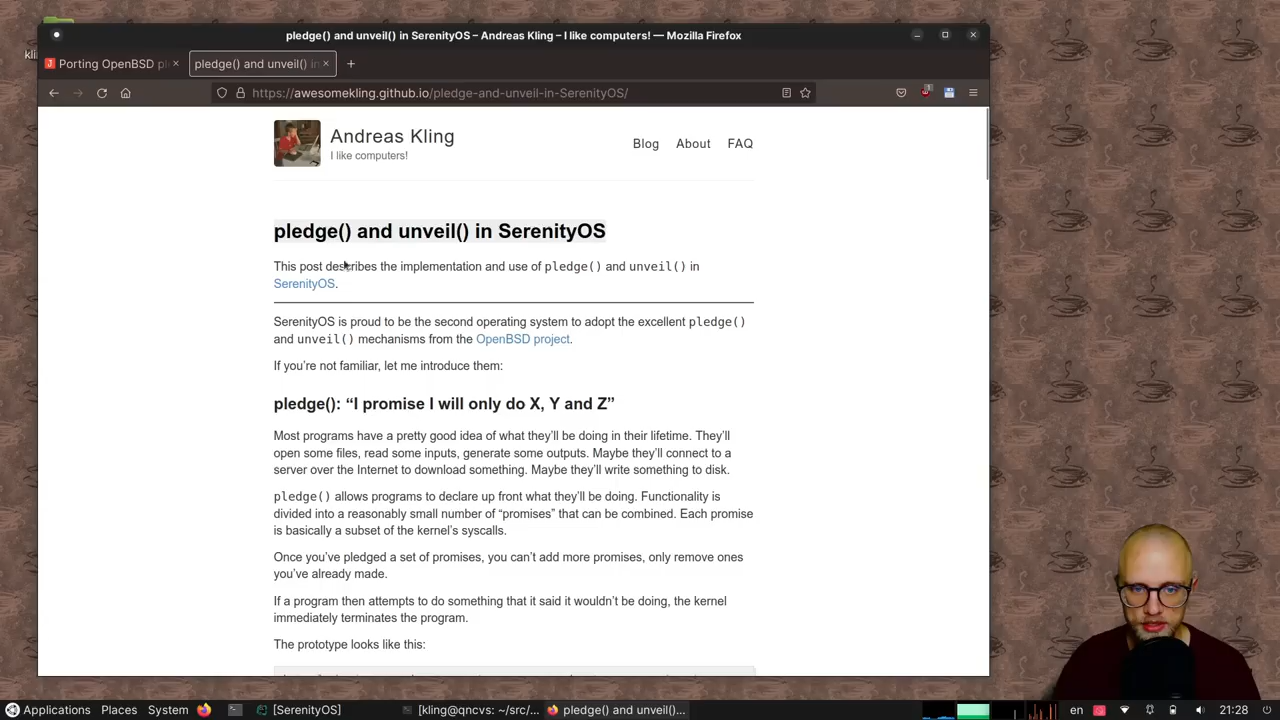 pledge() and unveil() in SerenityOS – Andreas Kling – I like computers! — Mozilla Firefox
Porting OpenBSD pl
pledge() and unveil() in
https://awesomekling.github.io/pledge-and-unveil-in-SerenityOS/
Andreas Kling
I like computers!
Blog About FAQ
pledge() and unveil() in SerenityOS
This post describes the implementation and use of pledge() and unveil() in
SerenityOS.
SerenityOS is proud to be the second operating system to adopt the excellent pledge()
and unveil() mechanisms from the OpenBSD project.
If you’re not familiar, let me introduce them:
pledge(): “I promise I will only do X, Y and Z”
Most programs have a pretty good idea of what they’ll be doing in their lifetime. They’ll
open some files, read some inputs, generate some outputs. Maybe they’ll connect to a
server over the Internet to download something. Maybe they’ll write something to disk.
pledge() allows programs to declare up front what they’ll be doing. Functionality is
divided into a reasonably small number of “promises” that can be combined. Each promise
is basically a subset of the kernel’s syscalls.
Once you’ve pledged a set of promises, you can’t add more promises, only remove ones
you’ve already made.
If a program then attempts to do something that it said it wouldn’t be doing, the kernel
immediately terminates the program.
The prototype looks like this:
Applications Places System [SerenityOS] [kling@qncvs: ~/src/... pledge() and unveil()... en 21:28